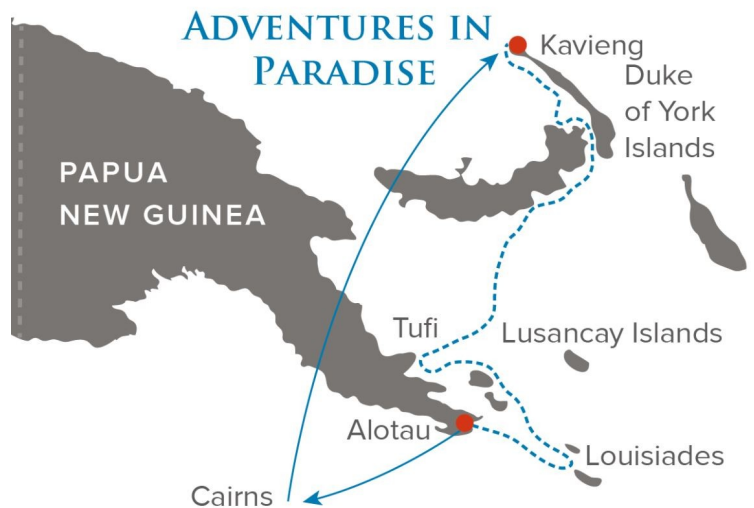 ADVENTURES IN
PARADISE
Kavieng
Duke
of York
Islands
PAPUA
NEW GUINEA
Tufi
Lusancay Islands
Alotau
Louisiades
Cairns